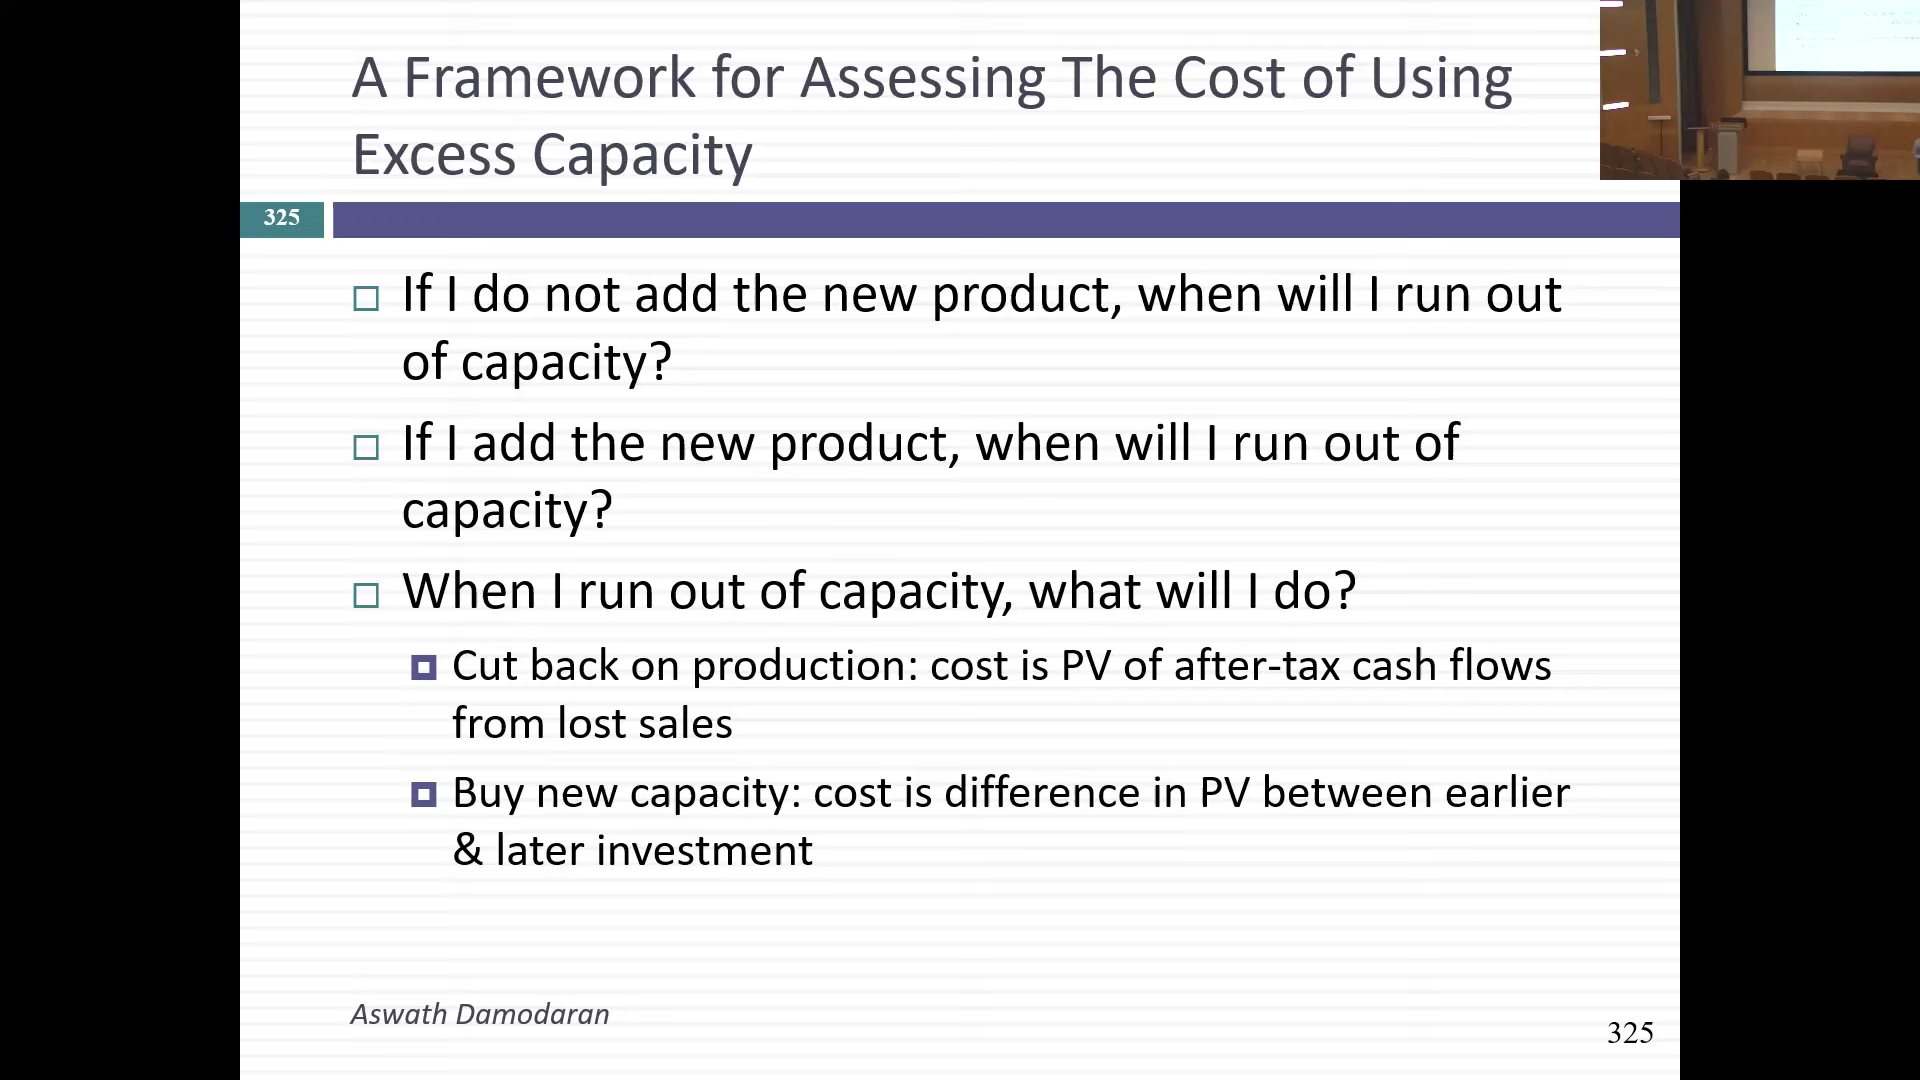 A Framework for Assessing The Cost of Using
Excess Capacity
325
If I do not add the new product, when will I run out
of capacity?
If I add the new product, when will I run out of
capacity?
When I run out of capacity, what will I do?
Cut back on production: cost is PV of after-tax cash flows
from lost sales
Buy new capacity: cost is difference in PV between earlier
& later investment
Aswath Damodaran
325